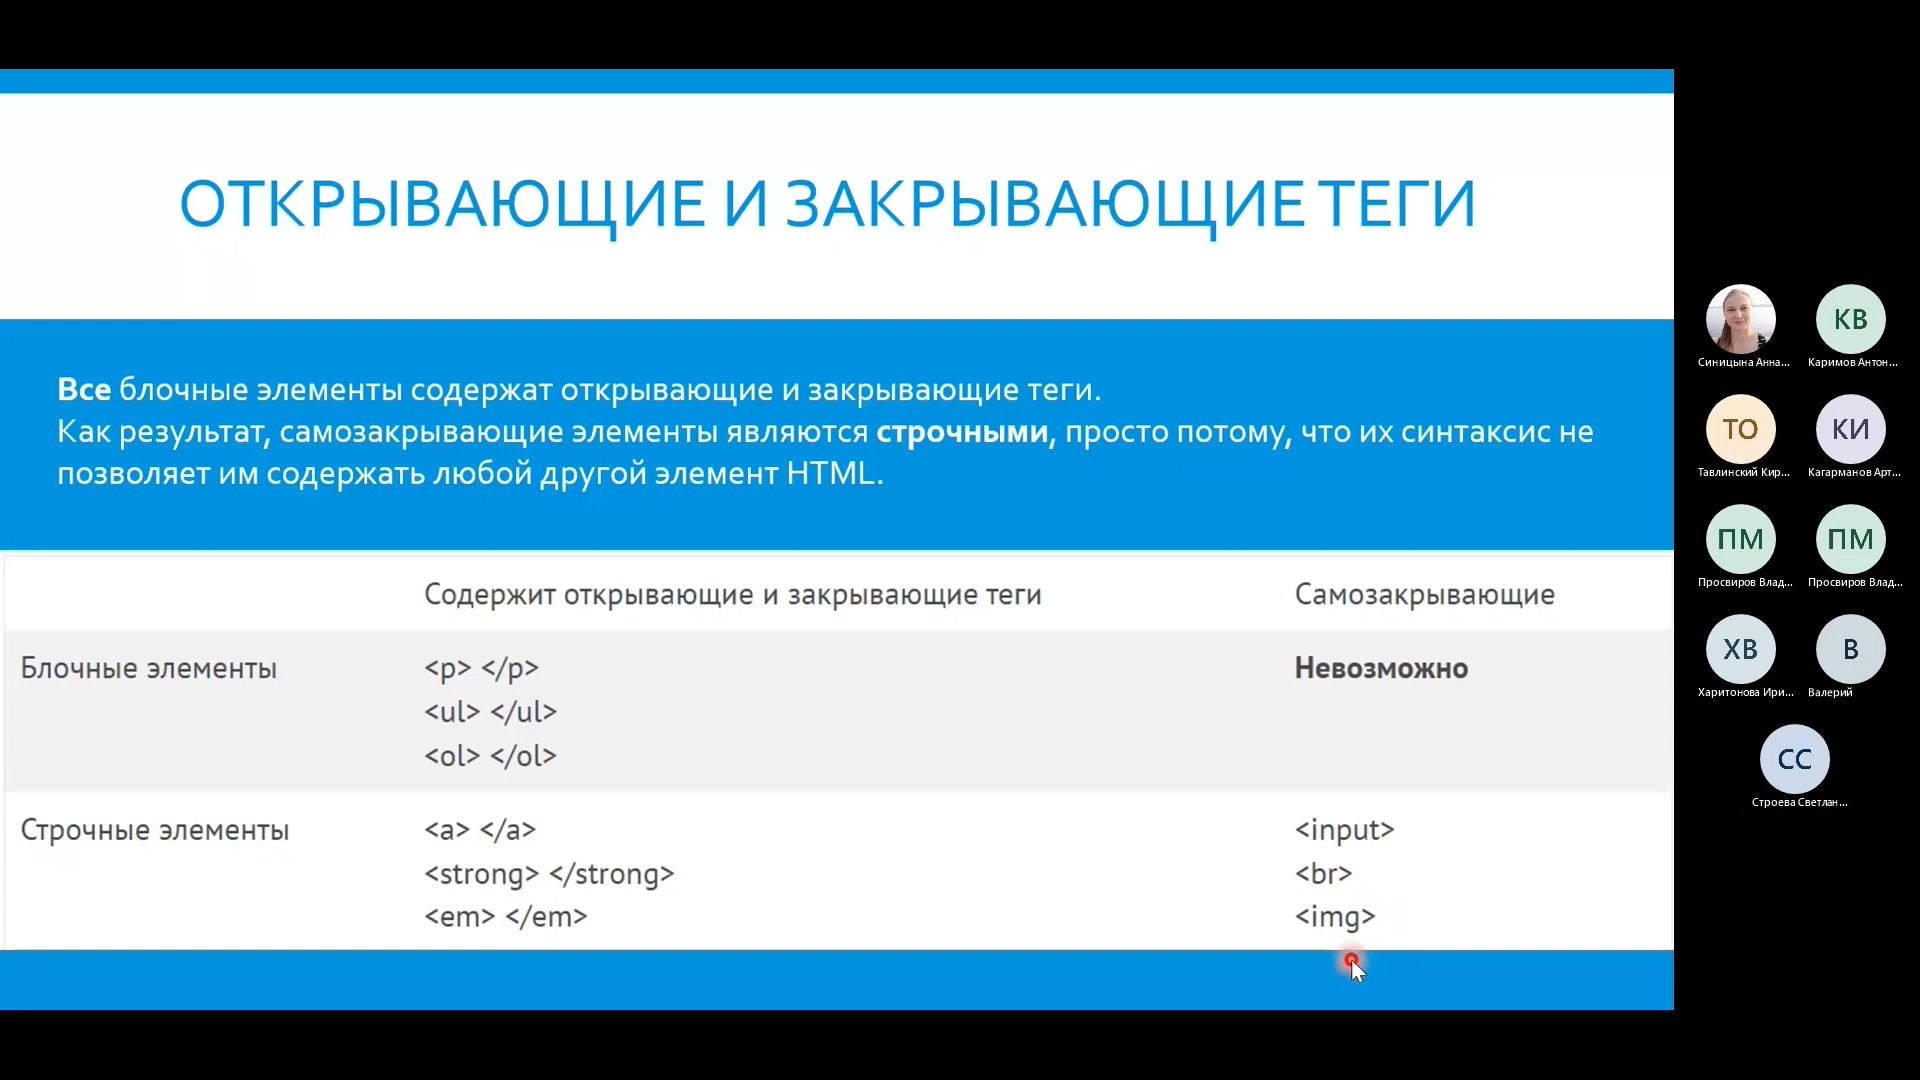 ОТКРЫВАЮЩИЕ И ЗАКРЫВАЮЩИЕ ТЕГИ
Все блочные элементы содержат открывающие и закрывающие теги.
Как результат, самозакрывающие элементы являются строчными, просто потому, что их синтаксис не
позволяет им содержать любой другой элемент HTML.
Содержит открывающие и закрывающие теги
Самозакрывающие
Блочные элементы
<p> </p>
<ul> </ul>
<ol> </ol>
Невозможно
Строчные элементы
<a> </a>
<strong> </strong>
<em> </em>
<input>
<br>
<img>
Синицына Анна...
КВ
Каримов Антон...
ТО
Тавлинский Кир...
КИ
Кагарманов Арт...
ПМ
Просвиров Влад...
ПМ
Просвиров Влад...
ХВ
Харитонова Ири...
В
Валерий
СС
Строева Светлан...